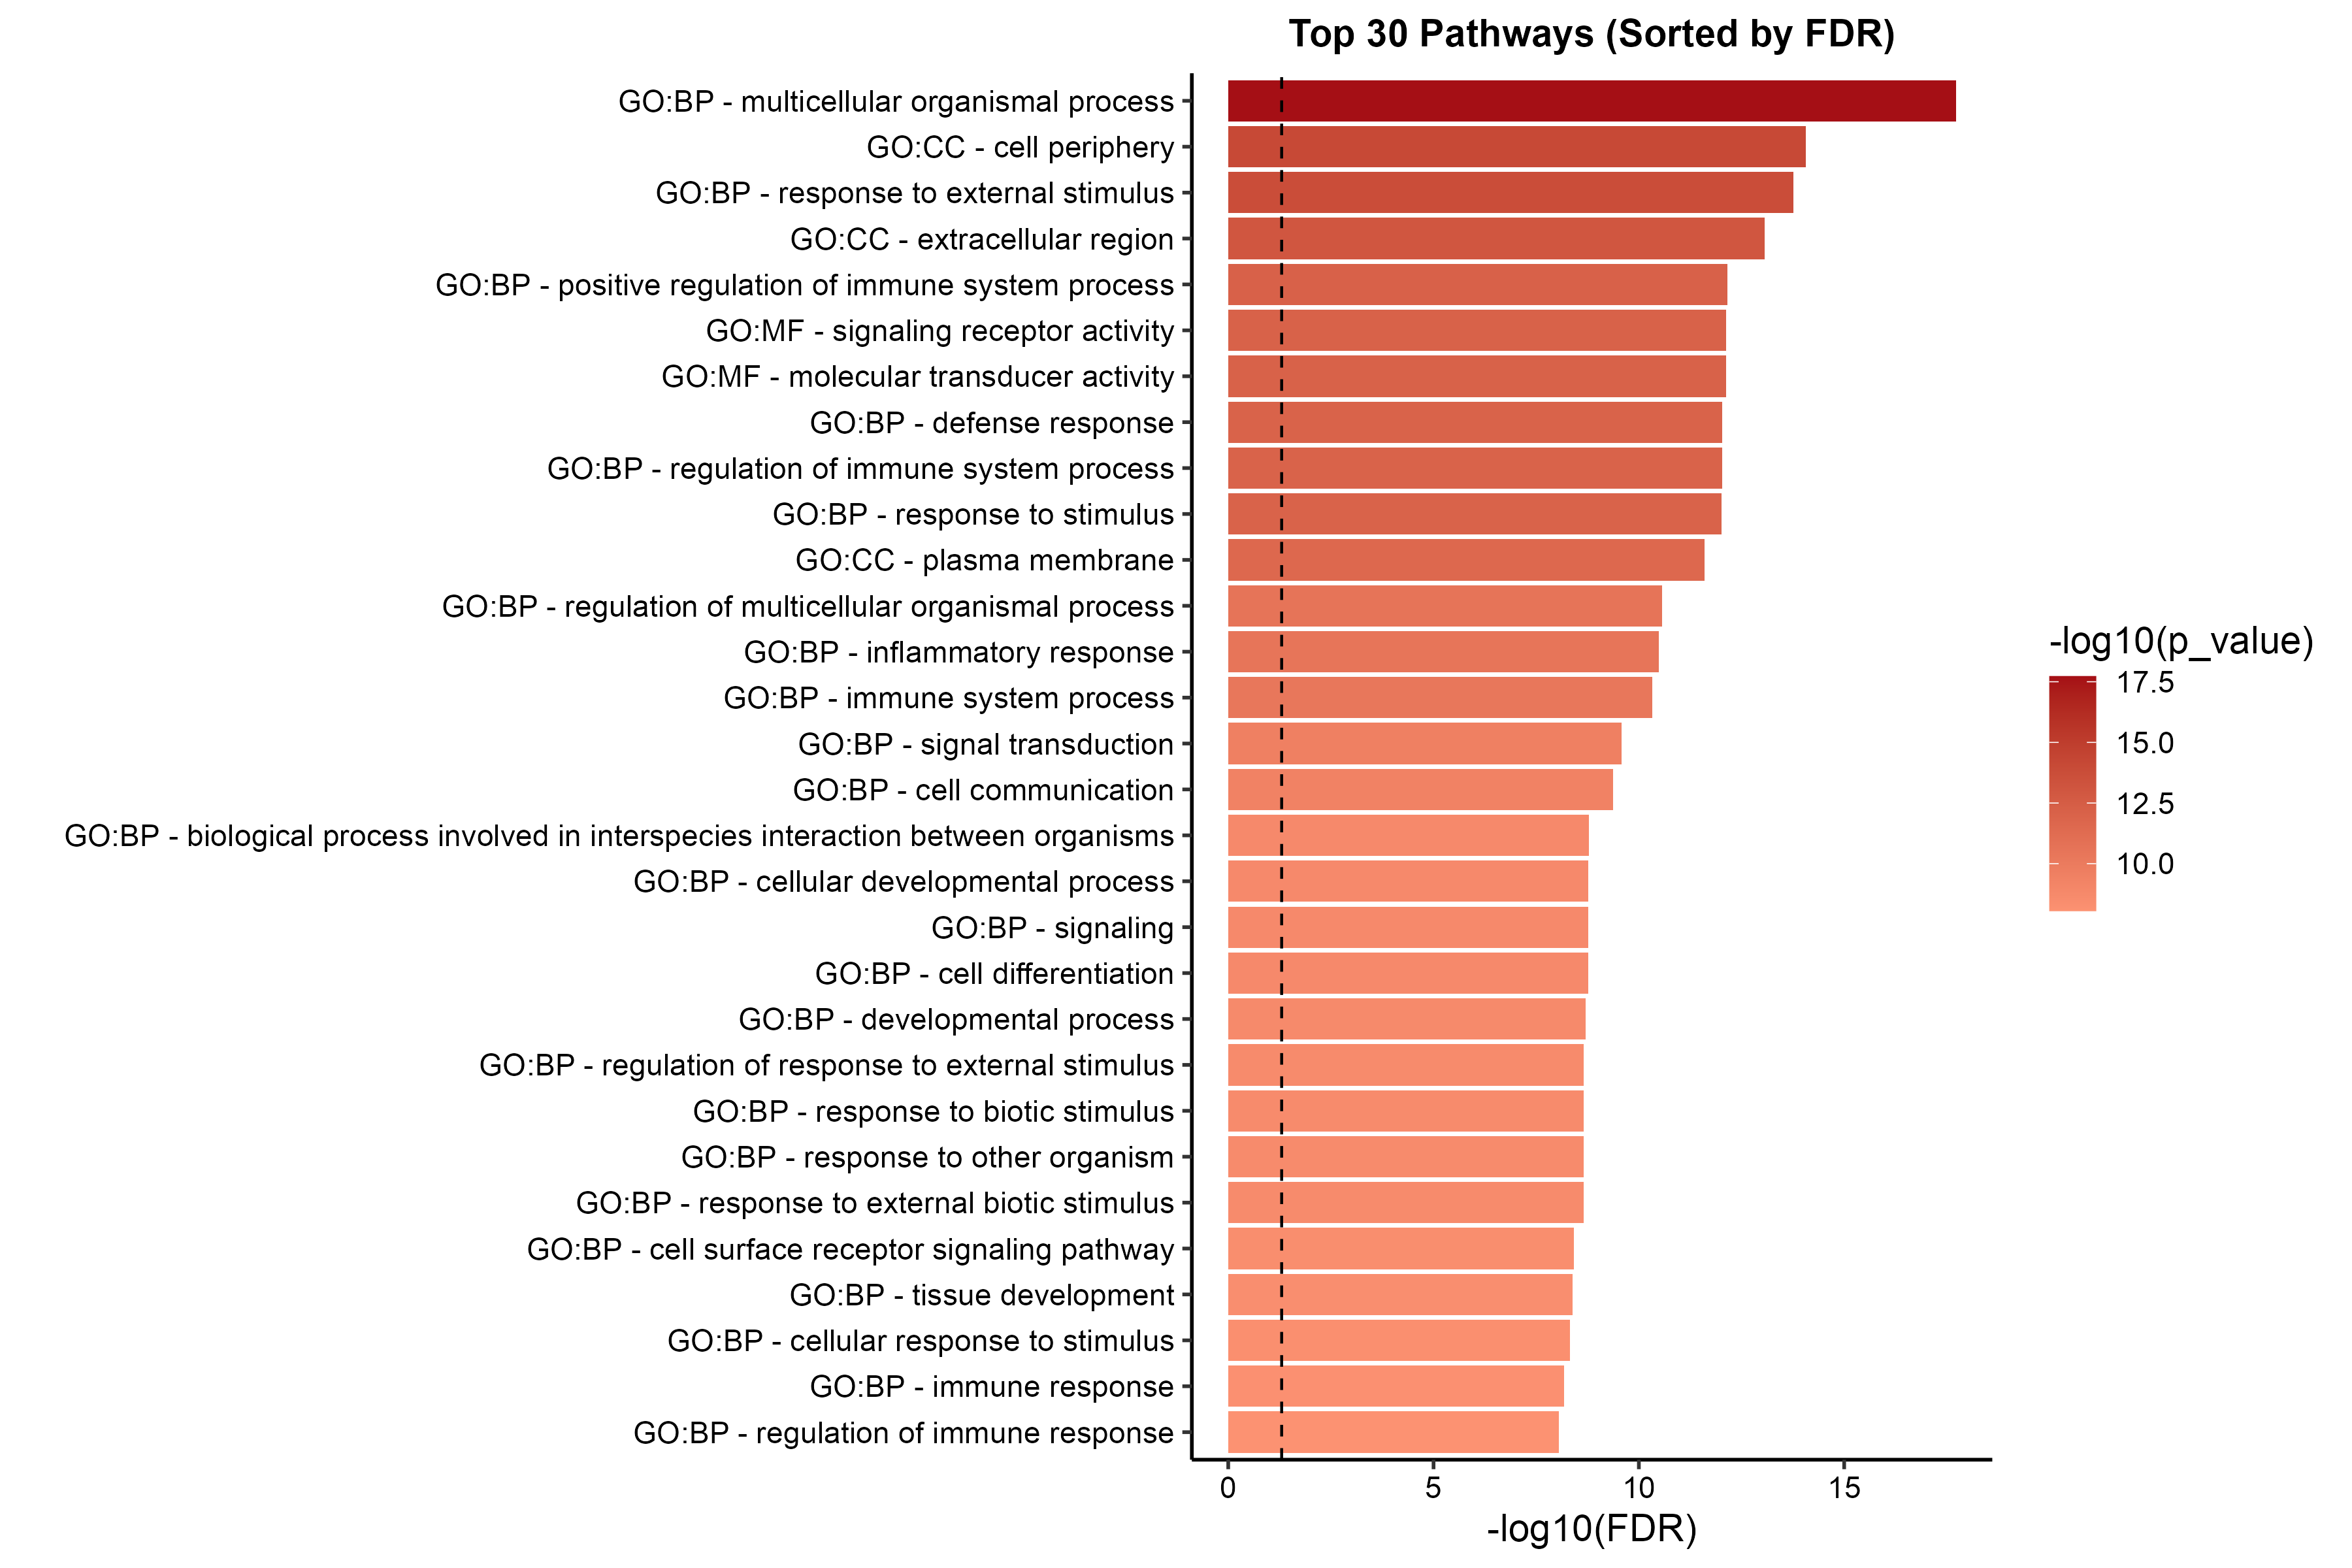 Top 30 Pathways (Sorted by FDR)
GO:BP - multicellular organismal process
GO:CC - cell periphery
GO:BP - response to external stimulus
GO:CC - extracellular region
GO:BP - positive regulation of immune system process
GO:MF - signaling receptor activity
GO:MF - molecular transducer activity
GO:BP - defense response
GO:BP - regulation of immune system process
GO:BP - response to stimulus
GO:CC - plasma membrane
GO:BP - regulation of multicellular organismal process
GO:BP - inflammatory response
GO:BP - immune system process
GO:BP - signal transduction
GO:BP - cell communication
GO:BP - biological process involved in interspecies interaction between organisms
GO:BP - cellular developmental process
GO:BP - signaling
GO:BP - cell differentiation
GO:BP - developmental process
GO:BP - regulation of response to external stimulus
GO:BP - response to biotic stimulus
GO:BP - response to other organism
GO:BP - response to external biotic stimulus
GO:BP - cell surface receptor signaling pathway
GO:BP - tissue development
GO:BP - cellular response to stimulus
GO:BP - immune response
GO:BP - regulation of immune response
0 5 10 15
-log10(FDR)
-log10(p_value)
17.5
15.0
12.5
10.0